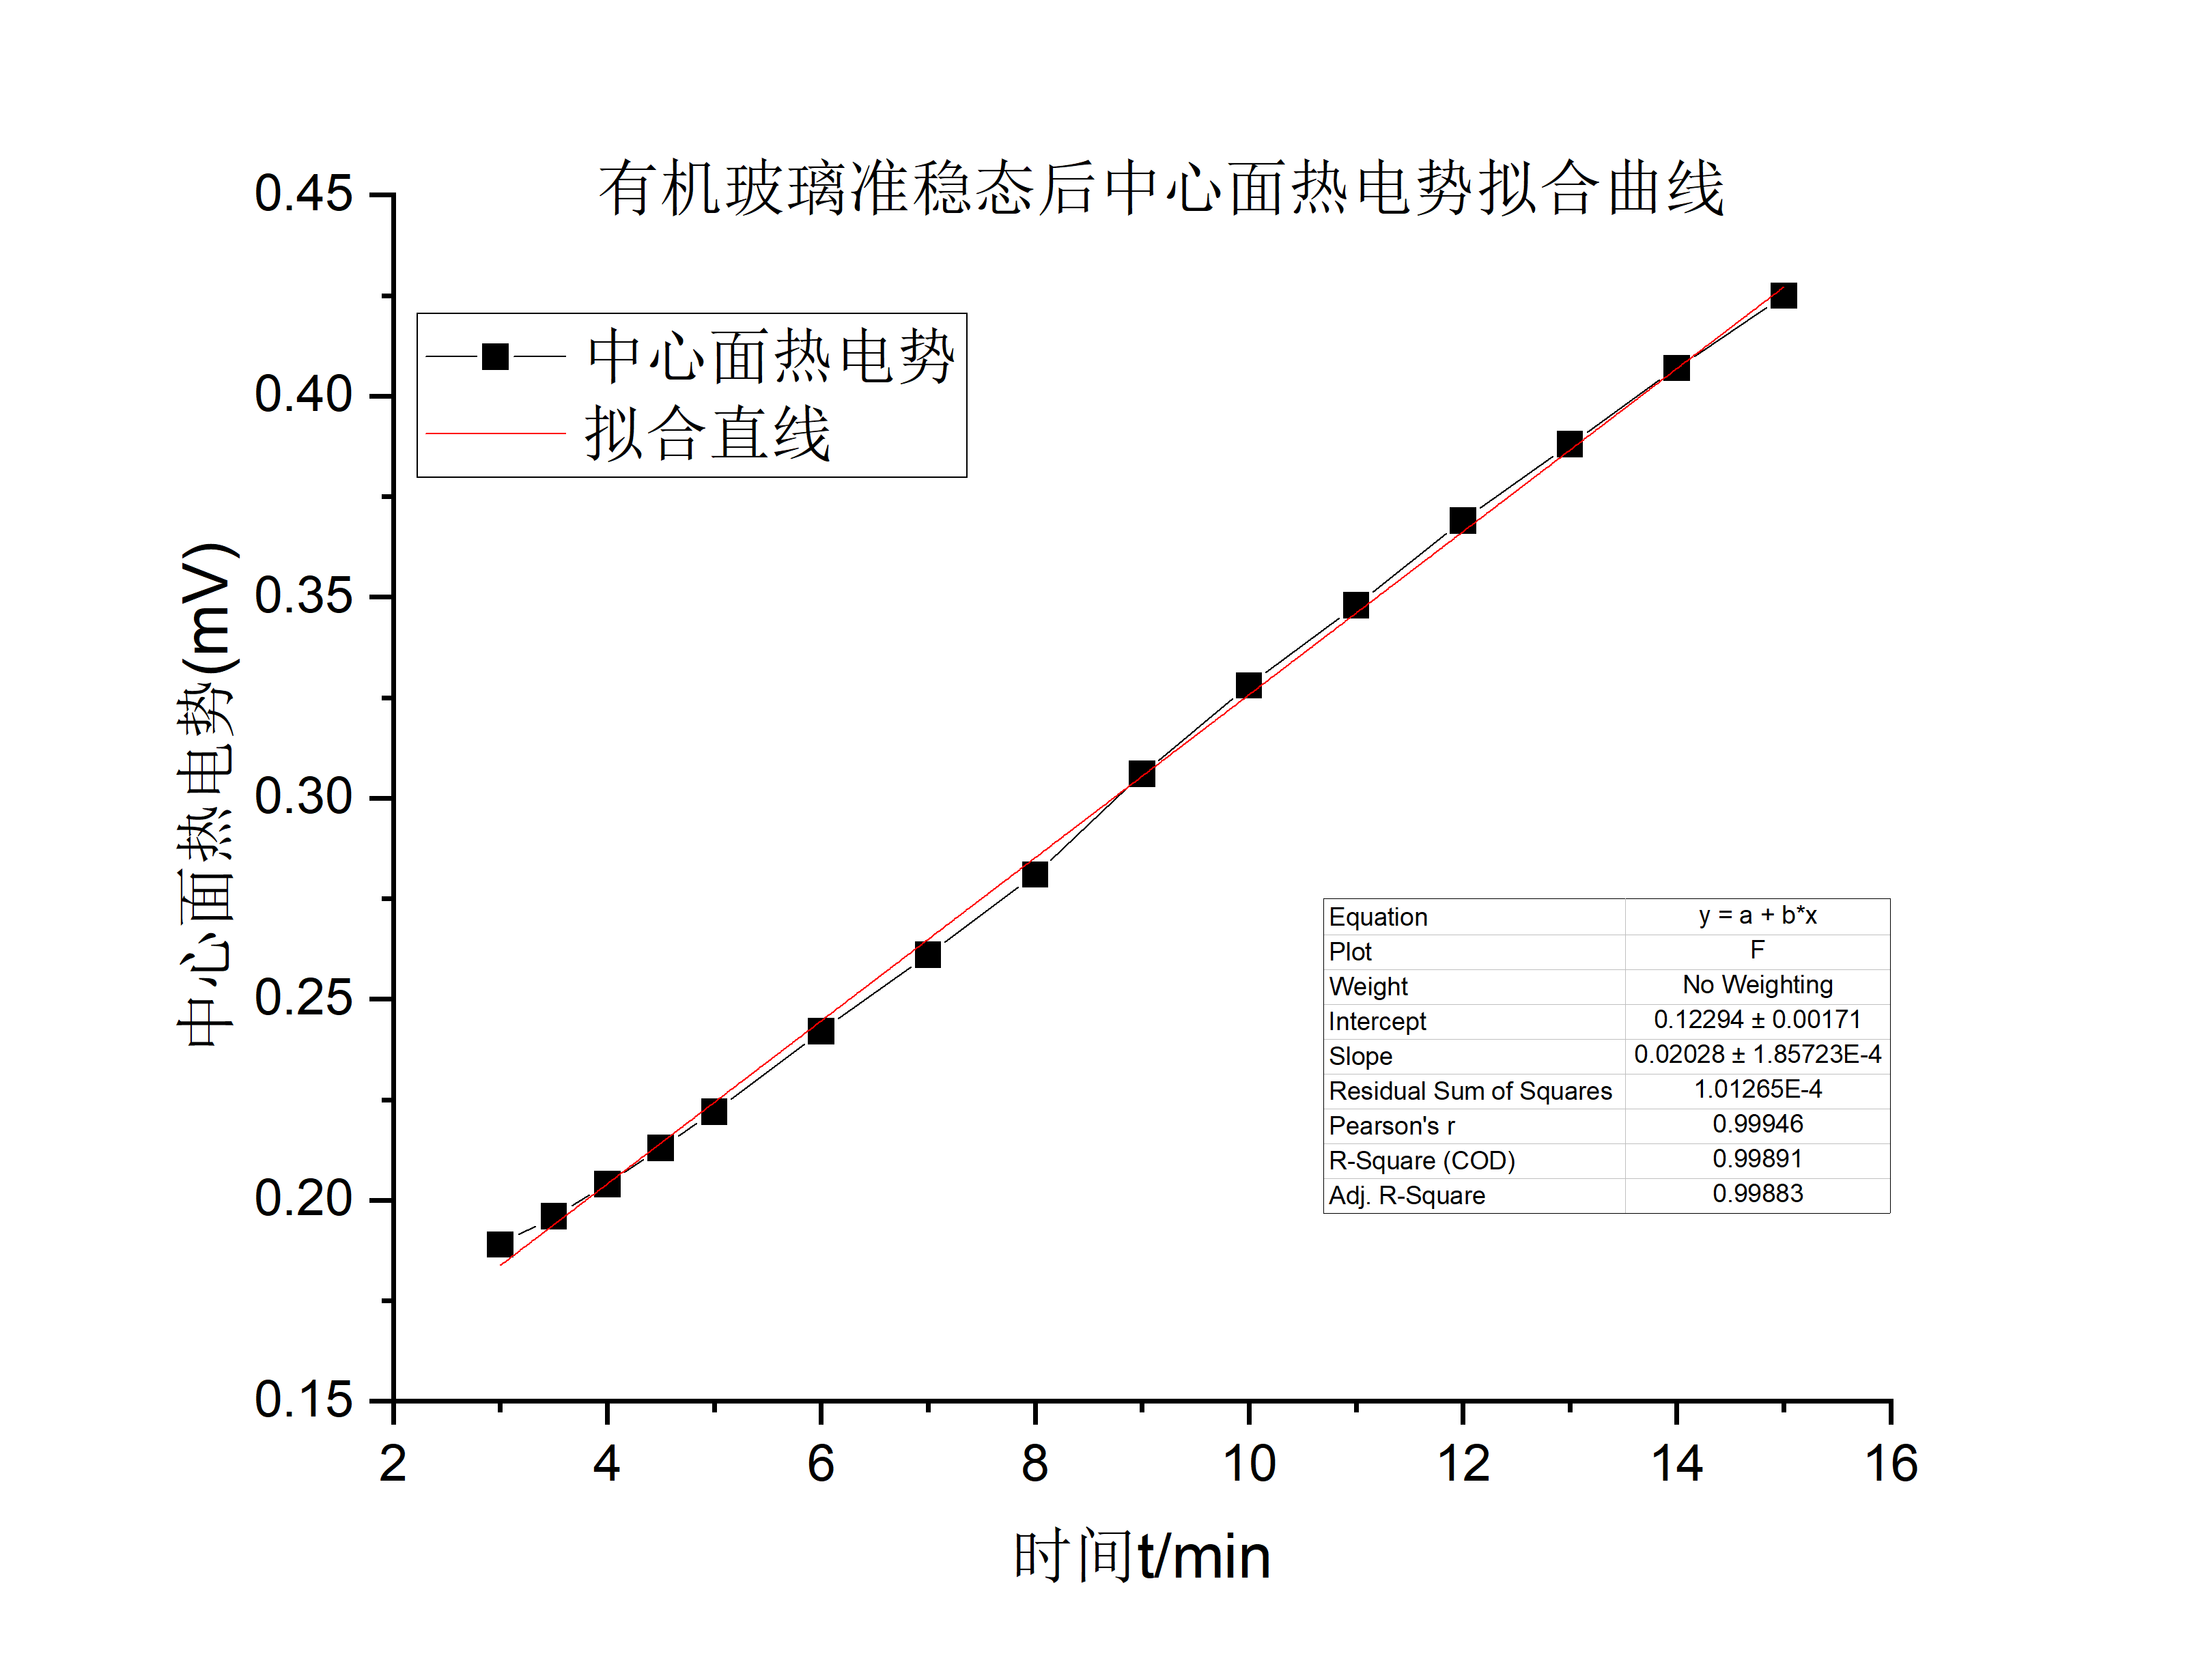 有机玻璃准稳态后中心面热电势拟合曲线
中心面热电势
拟合直线
中心面热电势(mV)
0.45
0.40
0.35
0.30
0.25
0.20
0.15
2 4 6 8 10 12 14 16
时间t/min
Equation y = a + b*x
Plot F
Weight No Weighting
Intercept 0.12294 ± 0.00171
Slope 0.02028 ± 1.85723E-4
Residual Sum of Squares 1.01265E-4
Pearson's r 0.99946
R-Square (COD) 0.99891
Adj. R-Square 0.99883